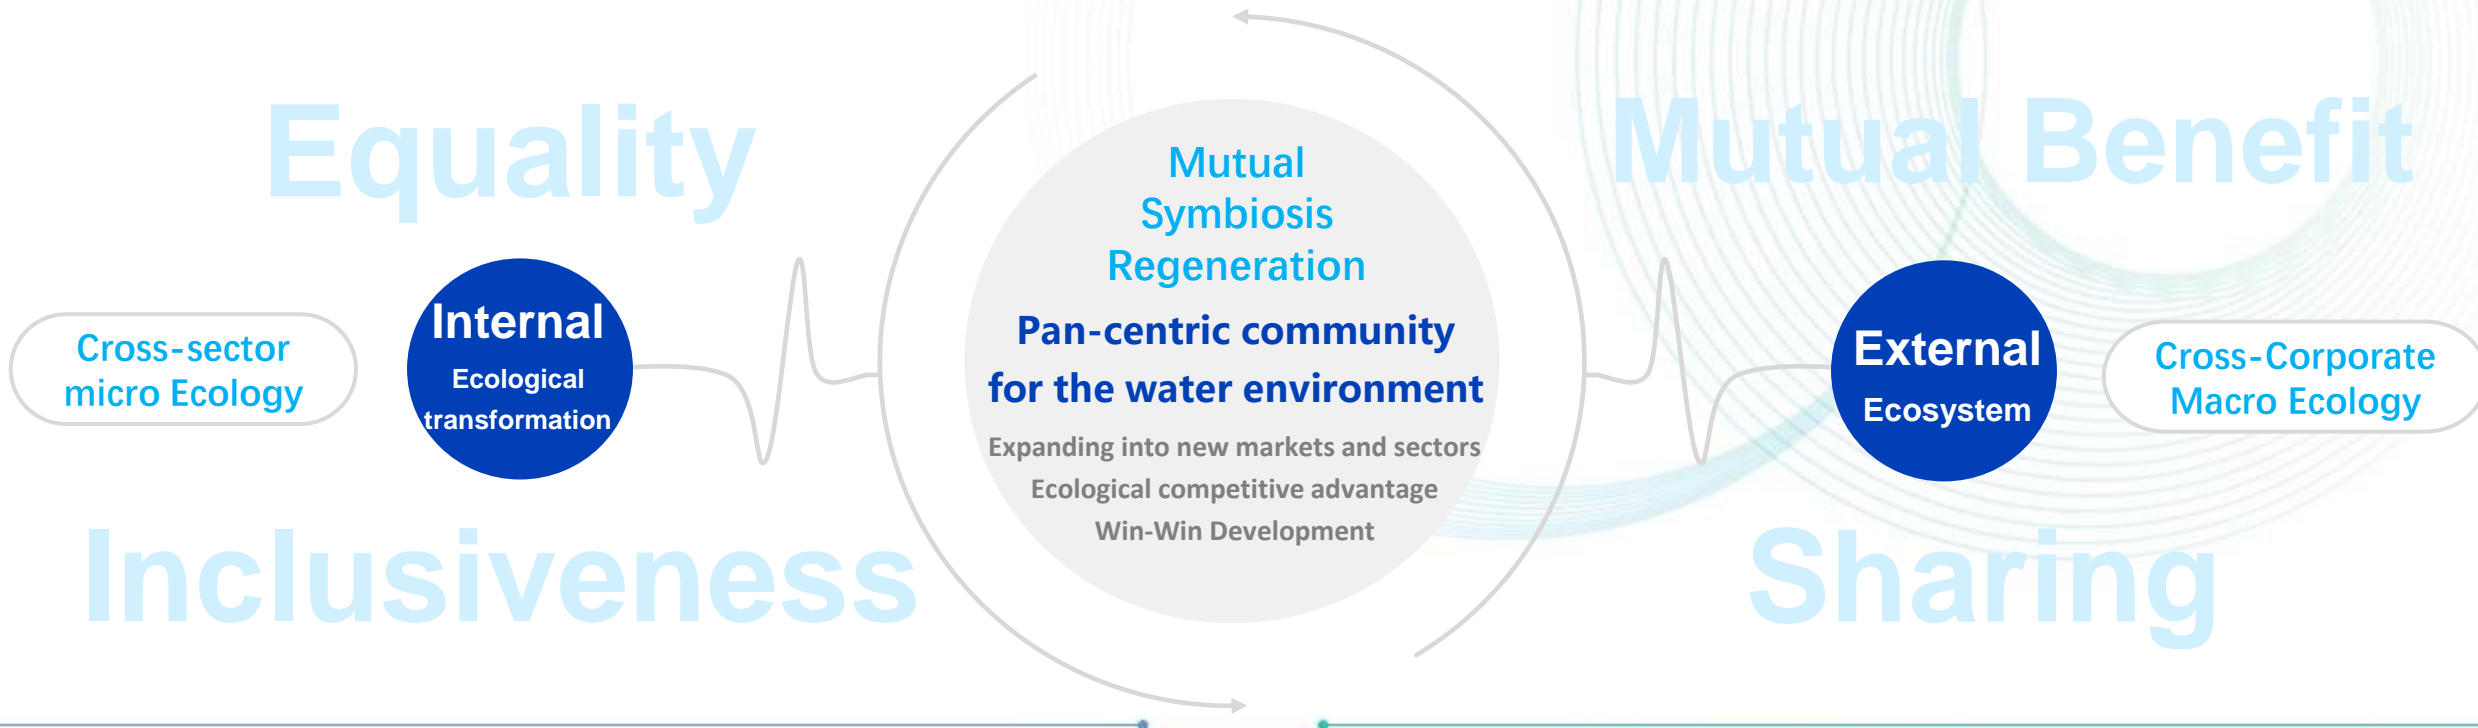 Equality
Mutual Benefit
Cross-sector
micro Ecology
Internal
Ecological
transformation
Mutual
Symbiosis
Regeneration
Pan-centric community
for the water environment
Expanding into new markets and sectors
Ecological competitive advantage
Win-Win Development
External
Ecosystem
Cross-Corporate
Macro Ecology
Inclusiveness
Sharing